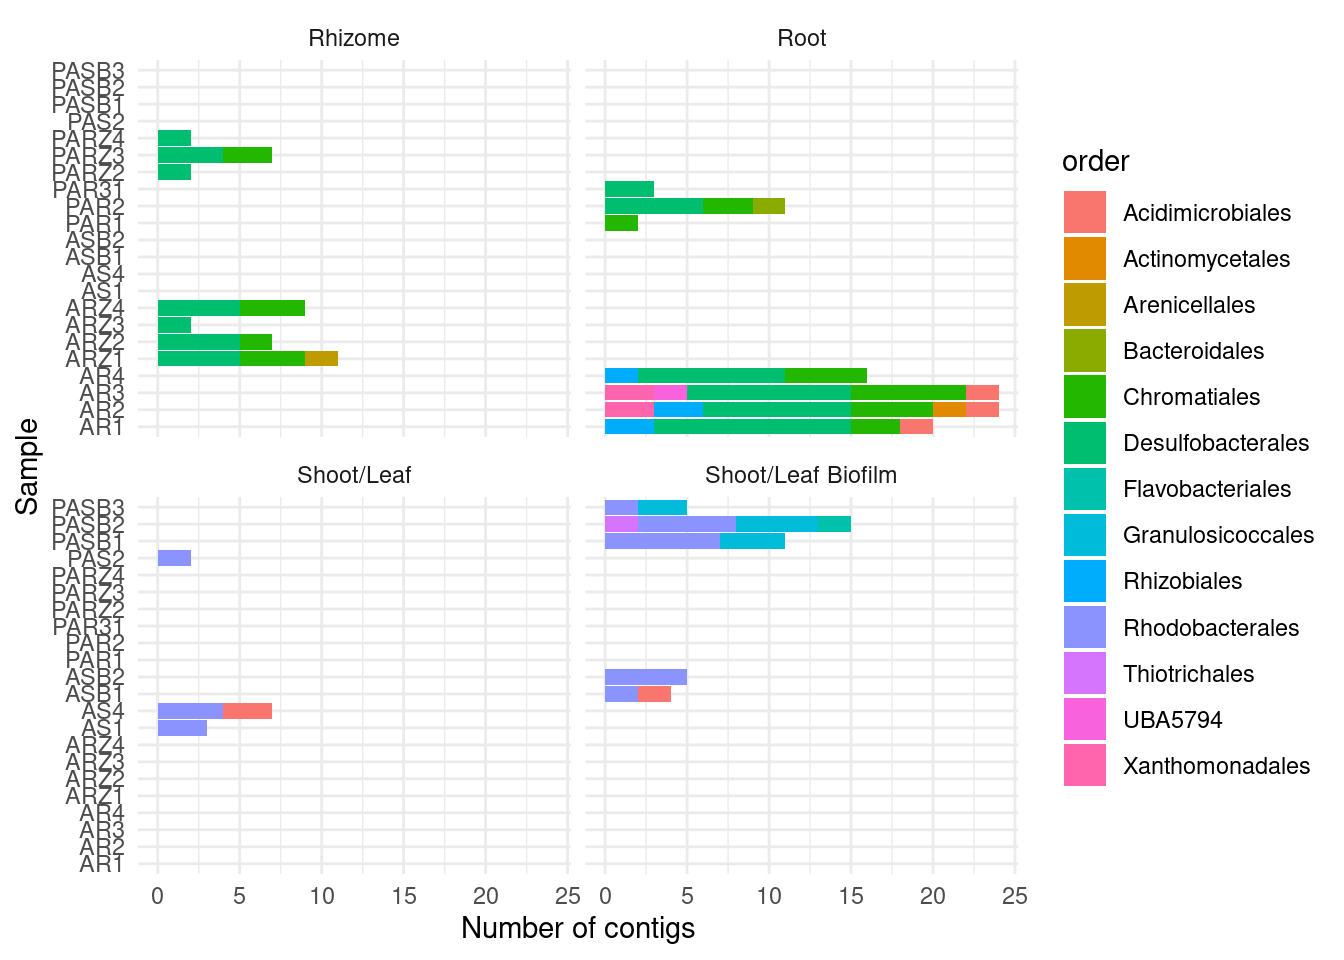 Rhizome
Root
PASB3
PASB2
PASB1
PAS2
PARZ4
PARZ3
PARZ2
PAR31
PAR2
PAR1
ASB2
ASB1
AS4
AS1
ARZ4
ARZ3
ARZ2
ARZ1
AR4
AR3
AR2
AR1
Shoot/Leaf
Shoot/Leaf Biofilm
PASB3
PASB2
PASB1
PAS2
PARZ4
PARZ3
PARZ2
PAR31
PAR2
PAR1
ASB2
ASB1
AS4
AS1
ARZ4
ARZ3
ARZ2
ARZ1
AR4
AR3
AR2
AR1
0 5 10 15 20 25 0 5 10 15 20 25
Number of contigs
Sample
order
Acidimicrobiales
Actinomycetales
Arenicellales
Bacteroidales
Chromatiales
Desulfobacterales
Flavobacteriales
Granulosicoccales
Rhizobiales
Rhodobacterales
Thiotrichales
UBA5794
Xanthomonadales